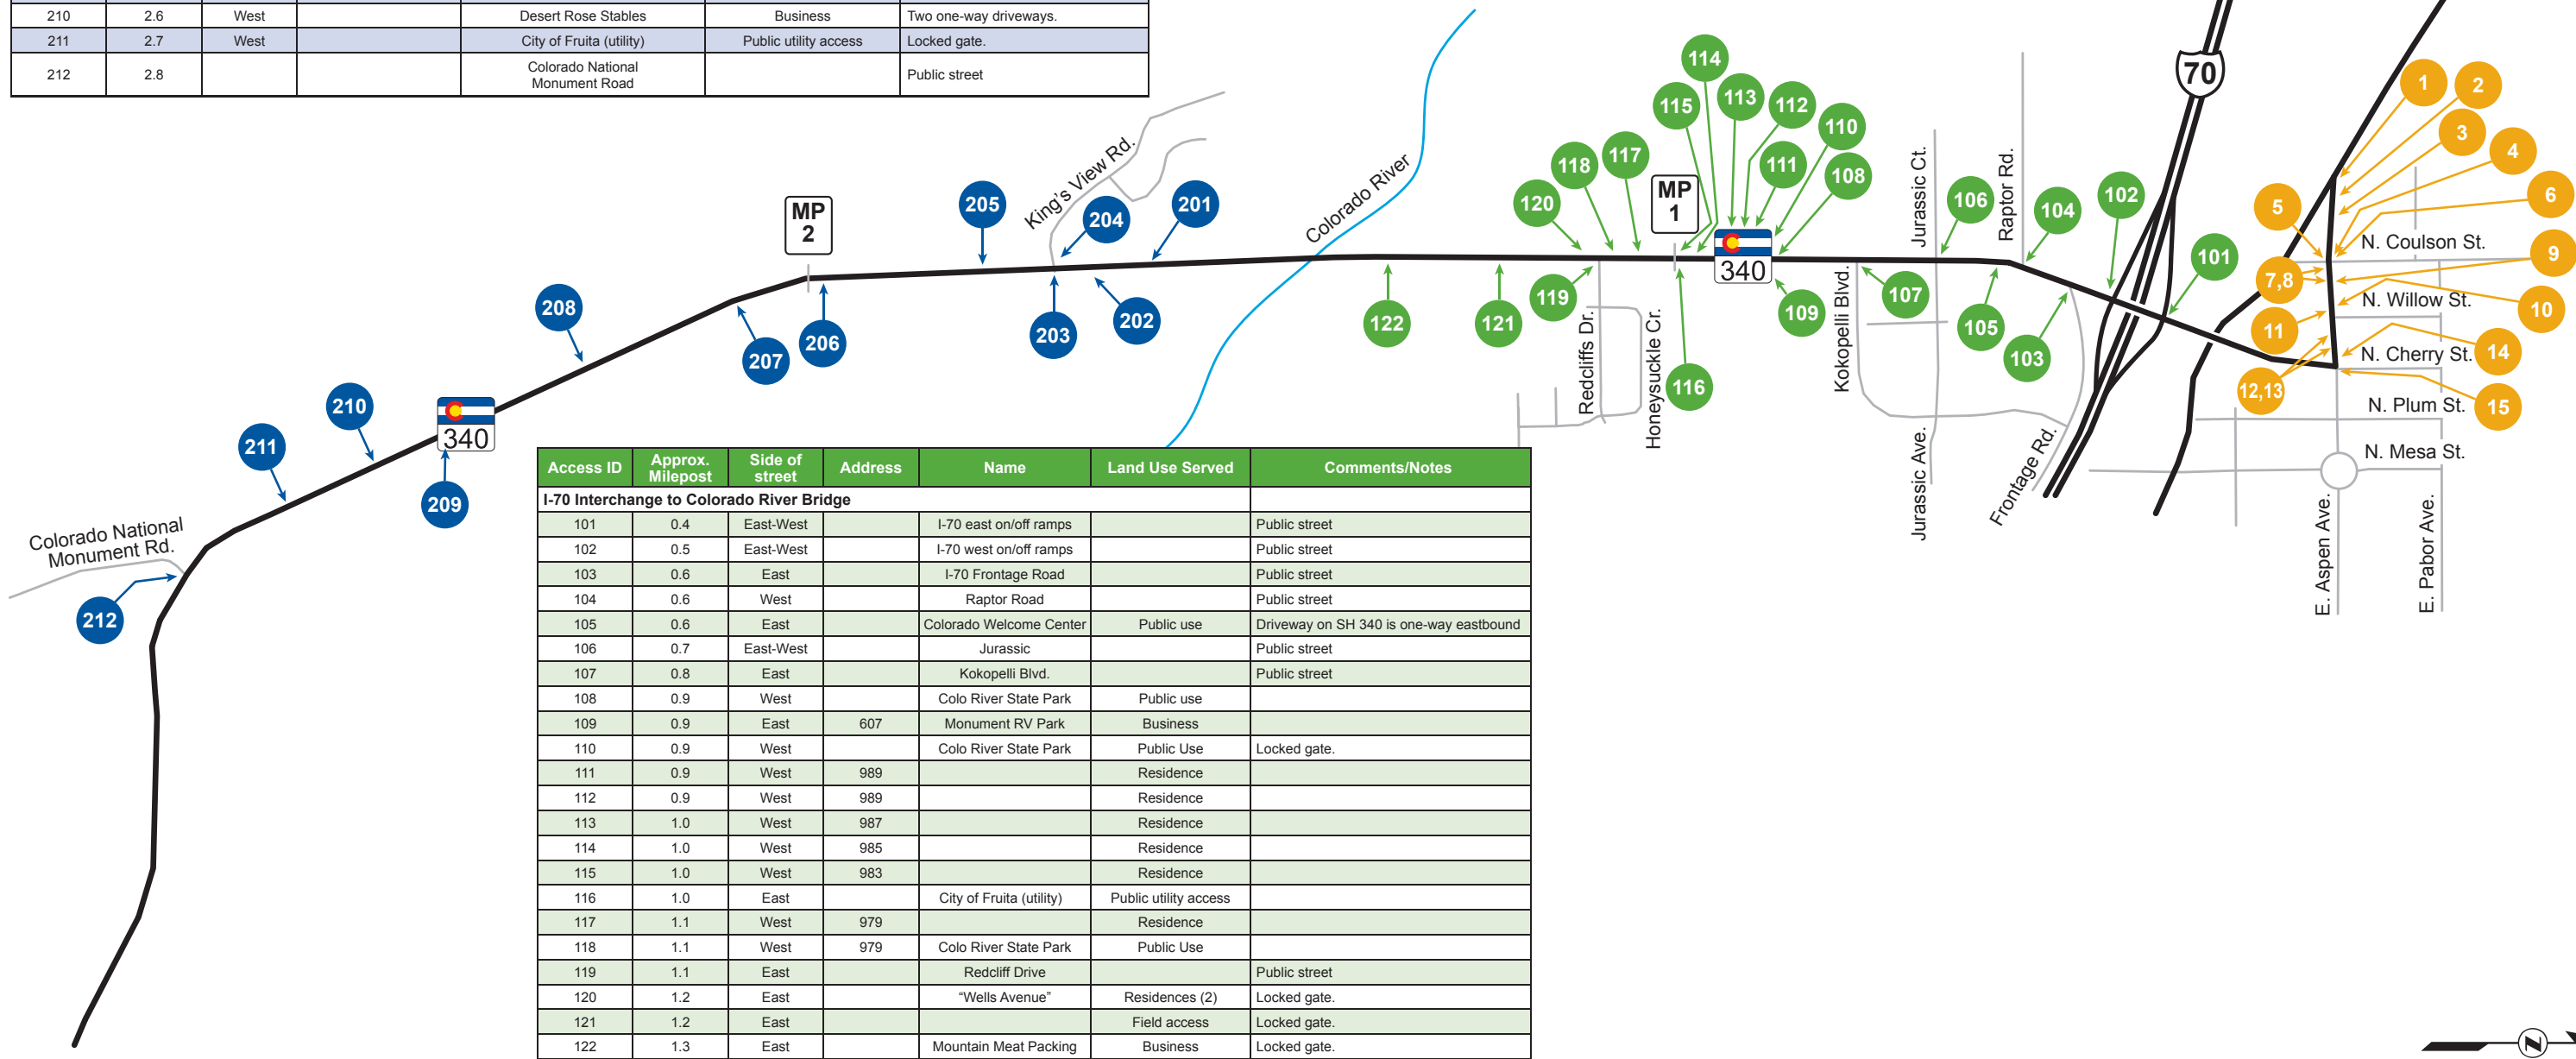 210 2.6 West Desert Rose Stables Business Two one-way driveways.
211 2.7 West City of Fruita (utility) Public utility access Locked gate.
212 2.8 Colorado National Monument Road Public street
70
1
2
3
4
5
6
7,8
9
10
11
12,13
14
15
N. Coulson St.
N. Willow St.
N. Cherry St.
N. Plum St.
N. Mesa St.
E. Aspen Ave.
E. Pabor Ave.
114
115
113
112
110
111
108
118
117
120
MP
1
340
119
109
116
122
121
107
106
105
104
103
102
101
Jurassic Ct.
Raptor Rd.
Kokopelli Blvd.
Jurassic Ave.
Frontage Rd.
Redcliffs Dr.
Honeysuckle Cr.
Colorado River
King's View Rd.
MP
2
205
204
201
202
203
206
207
208
210
211
340
209
212
Colorado National
Monument Rd.
Access ID Approx. Milepost Side of street Address Name Land Use Served Comments/Notes
I-70 Interchange to Colorado River Bridge
101 0.4 East-West I-70 east on/off ramps Public street
102 0.5 East-West I-70 west on/off ramps Public street
103 0.6 East I-70 Frontage Road Public street
104 0.6 West Raptor Road Public street
105 0.6 East Colorado Welcome Center Public use Driveway on SH 340 is one-way eastbound
106 0.7 East-West Jurassic Public street
107 0.8 East Kokopelli Blvd. Public street
108 0.9 West Colo River State Park Public use
109 0.9 East 607 Monument RV Park Business
110 0.9 West Colo River State Park Public Use Locked gate.
111 0.9 West 989 Residence
112 0.9 West 989 Residence
113 1.0 West 987 Residence
114 1.0 West 985 Residence
115 1.0 West 983 Residence
116 1.0 East City of Fruita (utility) Public utility access
117 1.1 West 979 Residence
118 1.1 West 979 Colo River State Park Public Use
119 1.1 East Redcliff Drive Public street
120 1.2 East “Wells Avenue” Residences (2) Locked gate.
121 1.2 East Field access Locked gate.
122 1.3 East Mountain Meat Packing Business Locked gate.
N